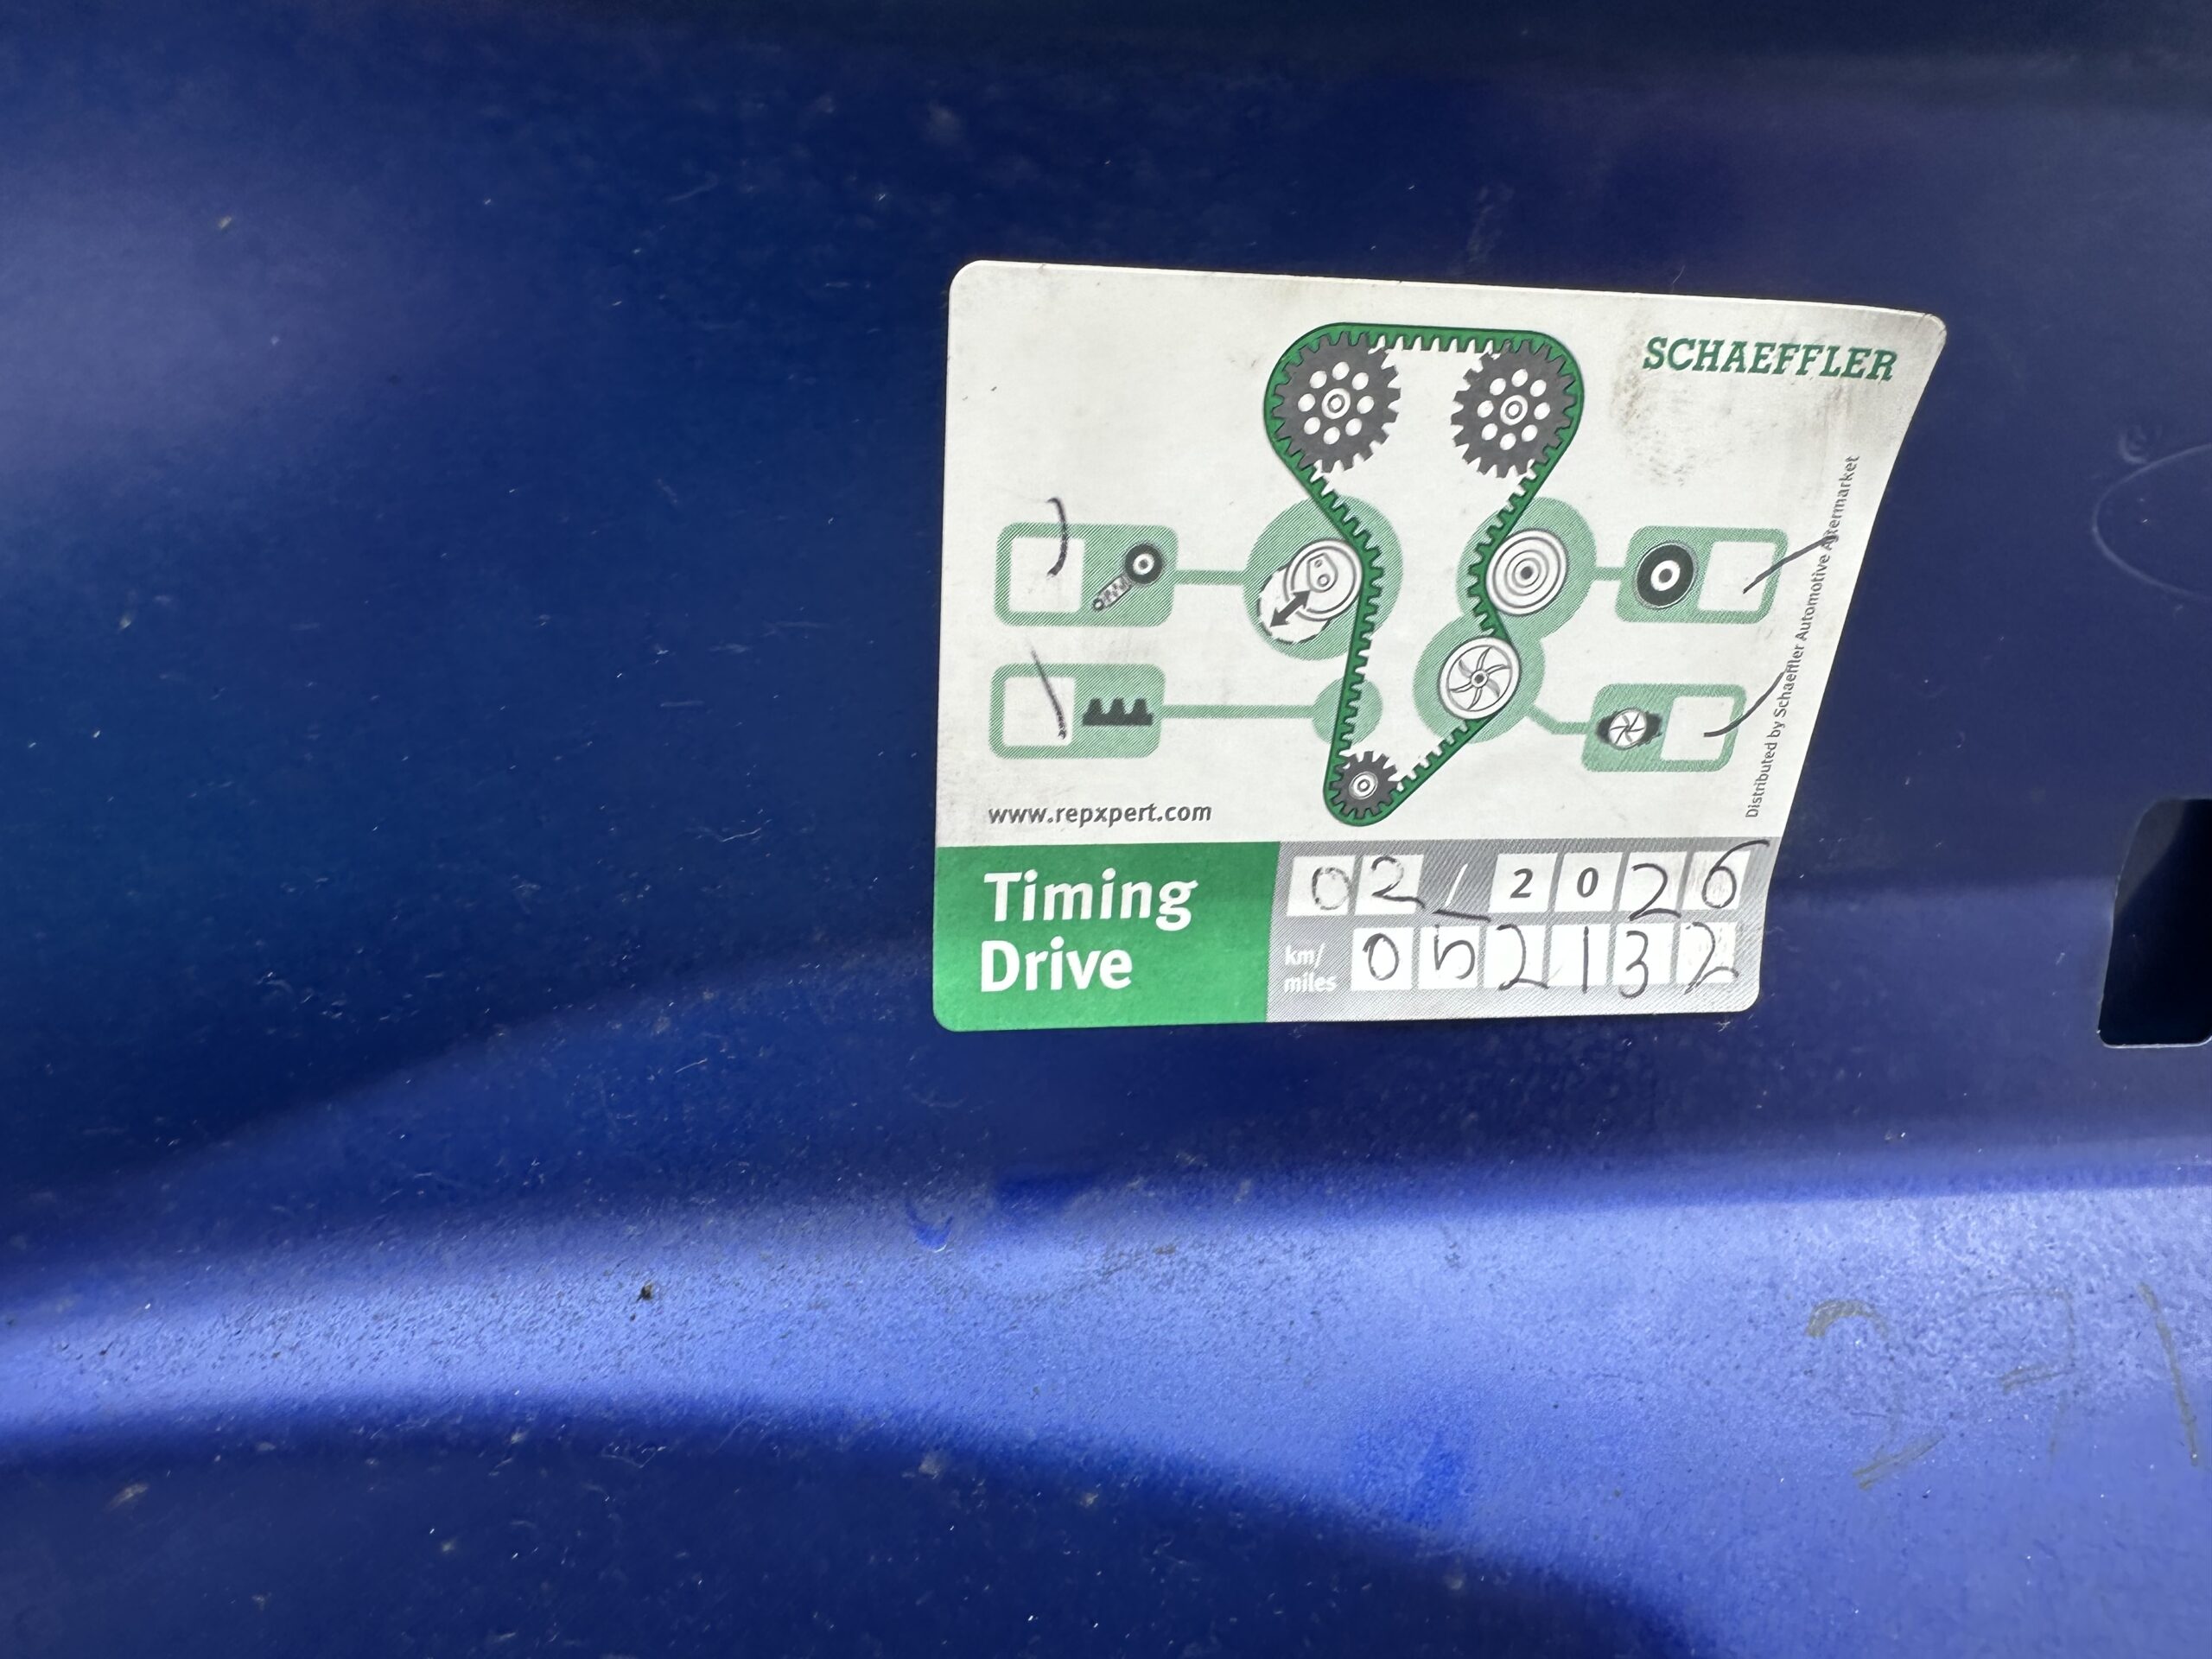 SCHAEFFLER
Distributed by Schaeffler Automotive Aftermarket
www.repxpert.com
Timing
Drive
02/2026
km/
miles
052132